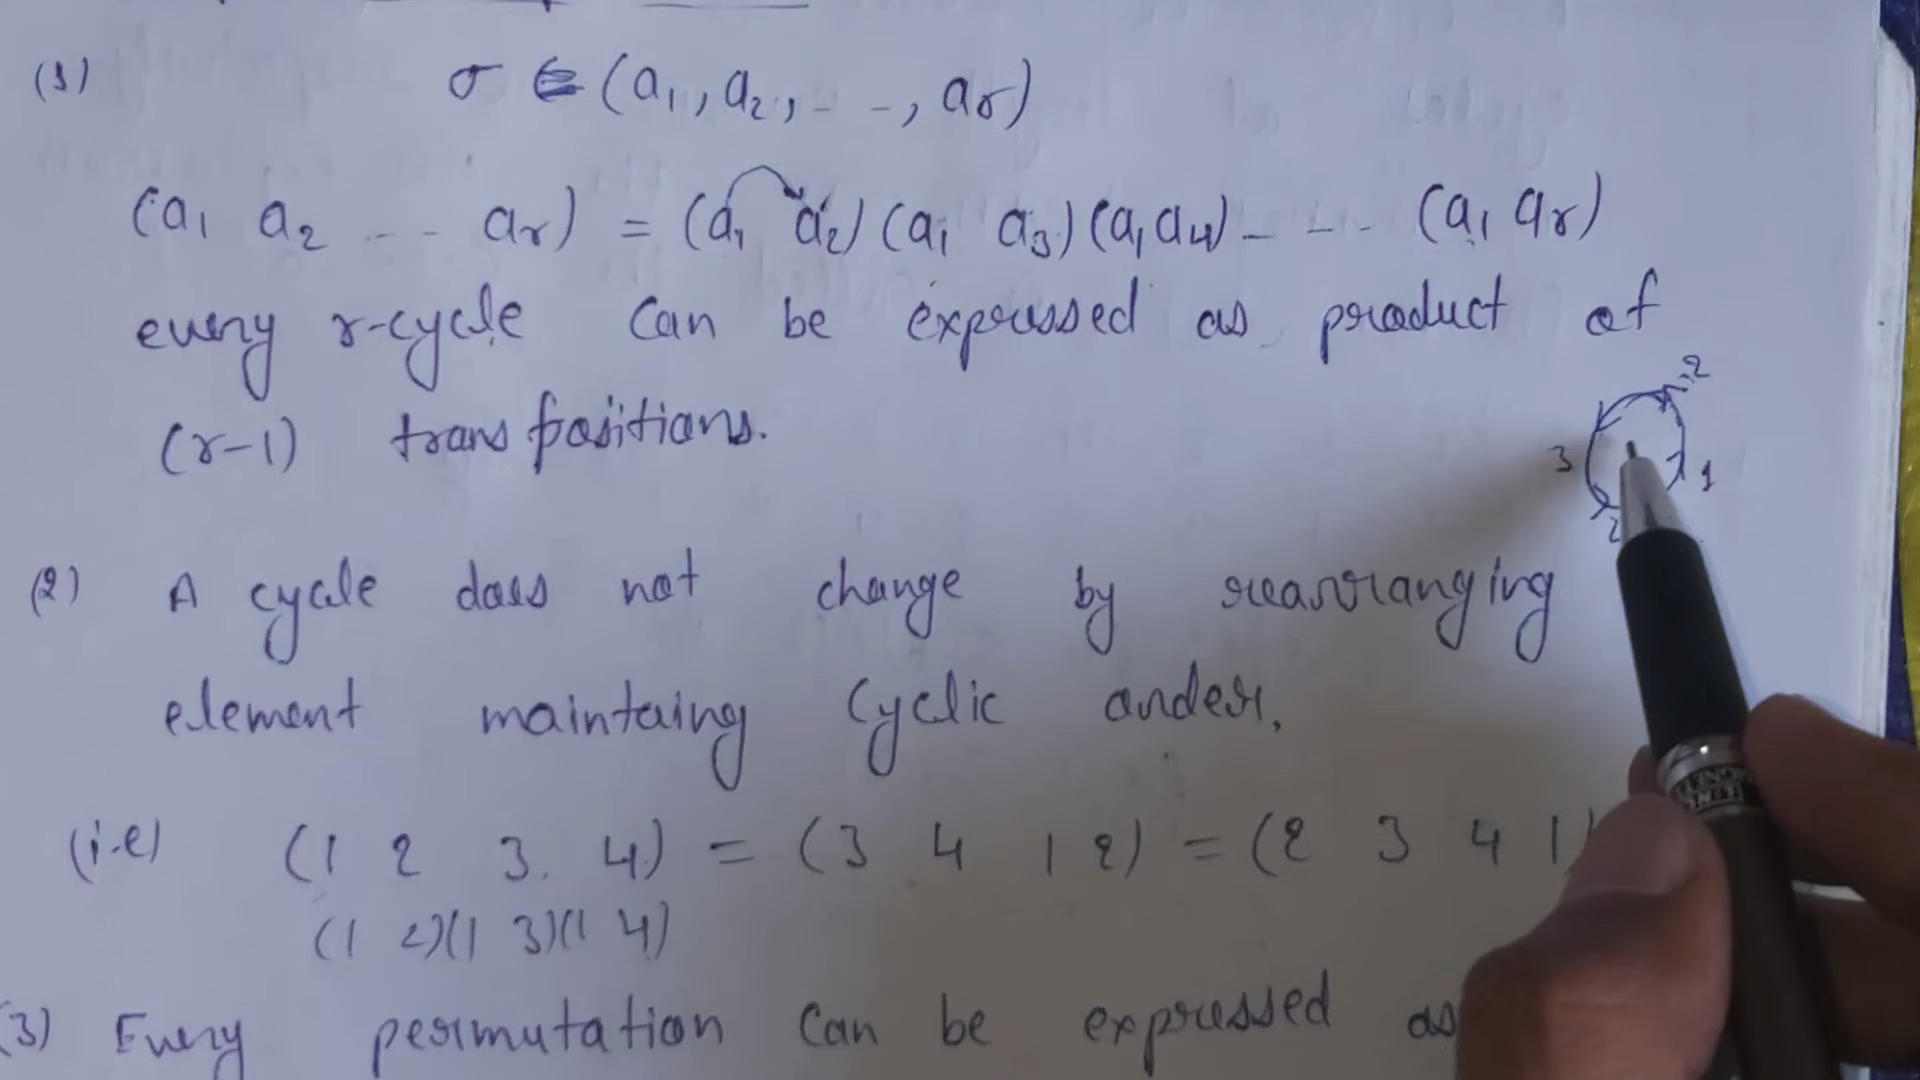 (1) σ = (a₁, a₂, - - -, aᵣ)
(a₁ a₂ - - - aᵣ) = (a₁ a₂) (a₁ a₃) (a₁ a₄) - - - (a₁ aᵣ)
every r-cycle can be expressed as product of
(r-1) transpositions.
2
3 1
(2) A cycle does not change by rearranging
element maintaing cyclic order.
(i.e) (1 2 3. 4) = (3 4 1 2) = (2 3 4 1)
(1 2)(1 3)(1 4)
(3) Every permutation can be expressed as